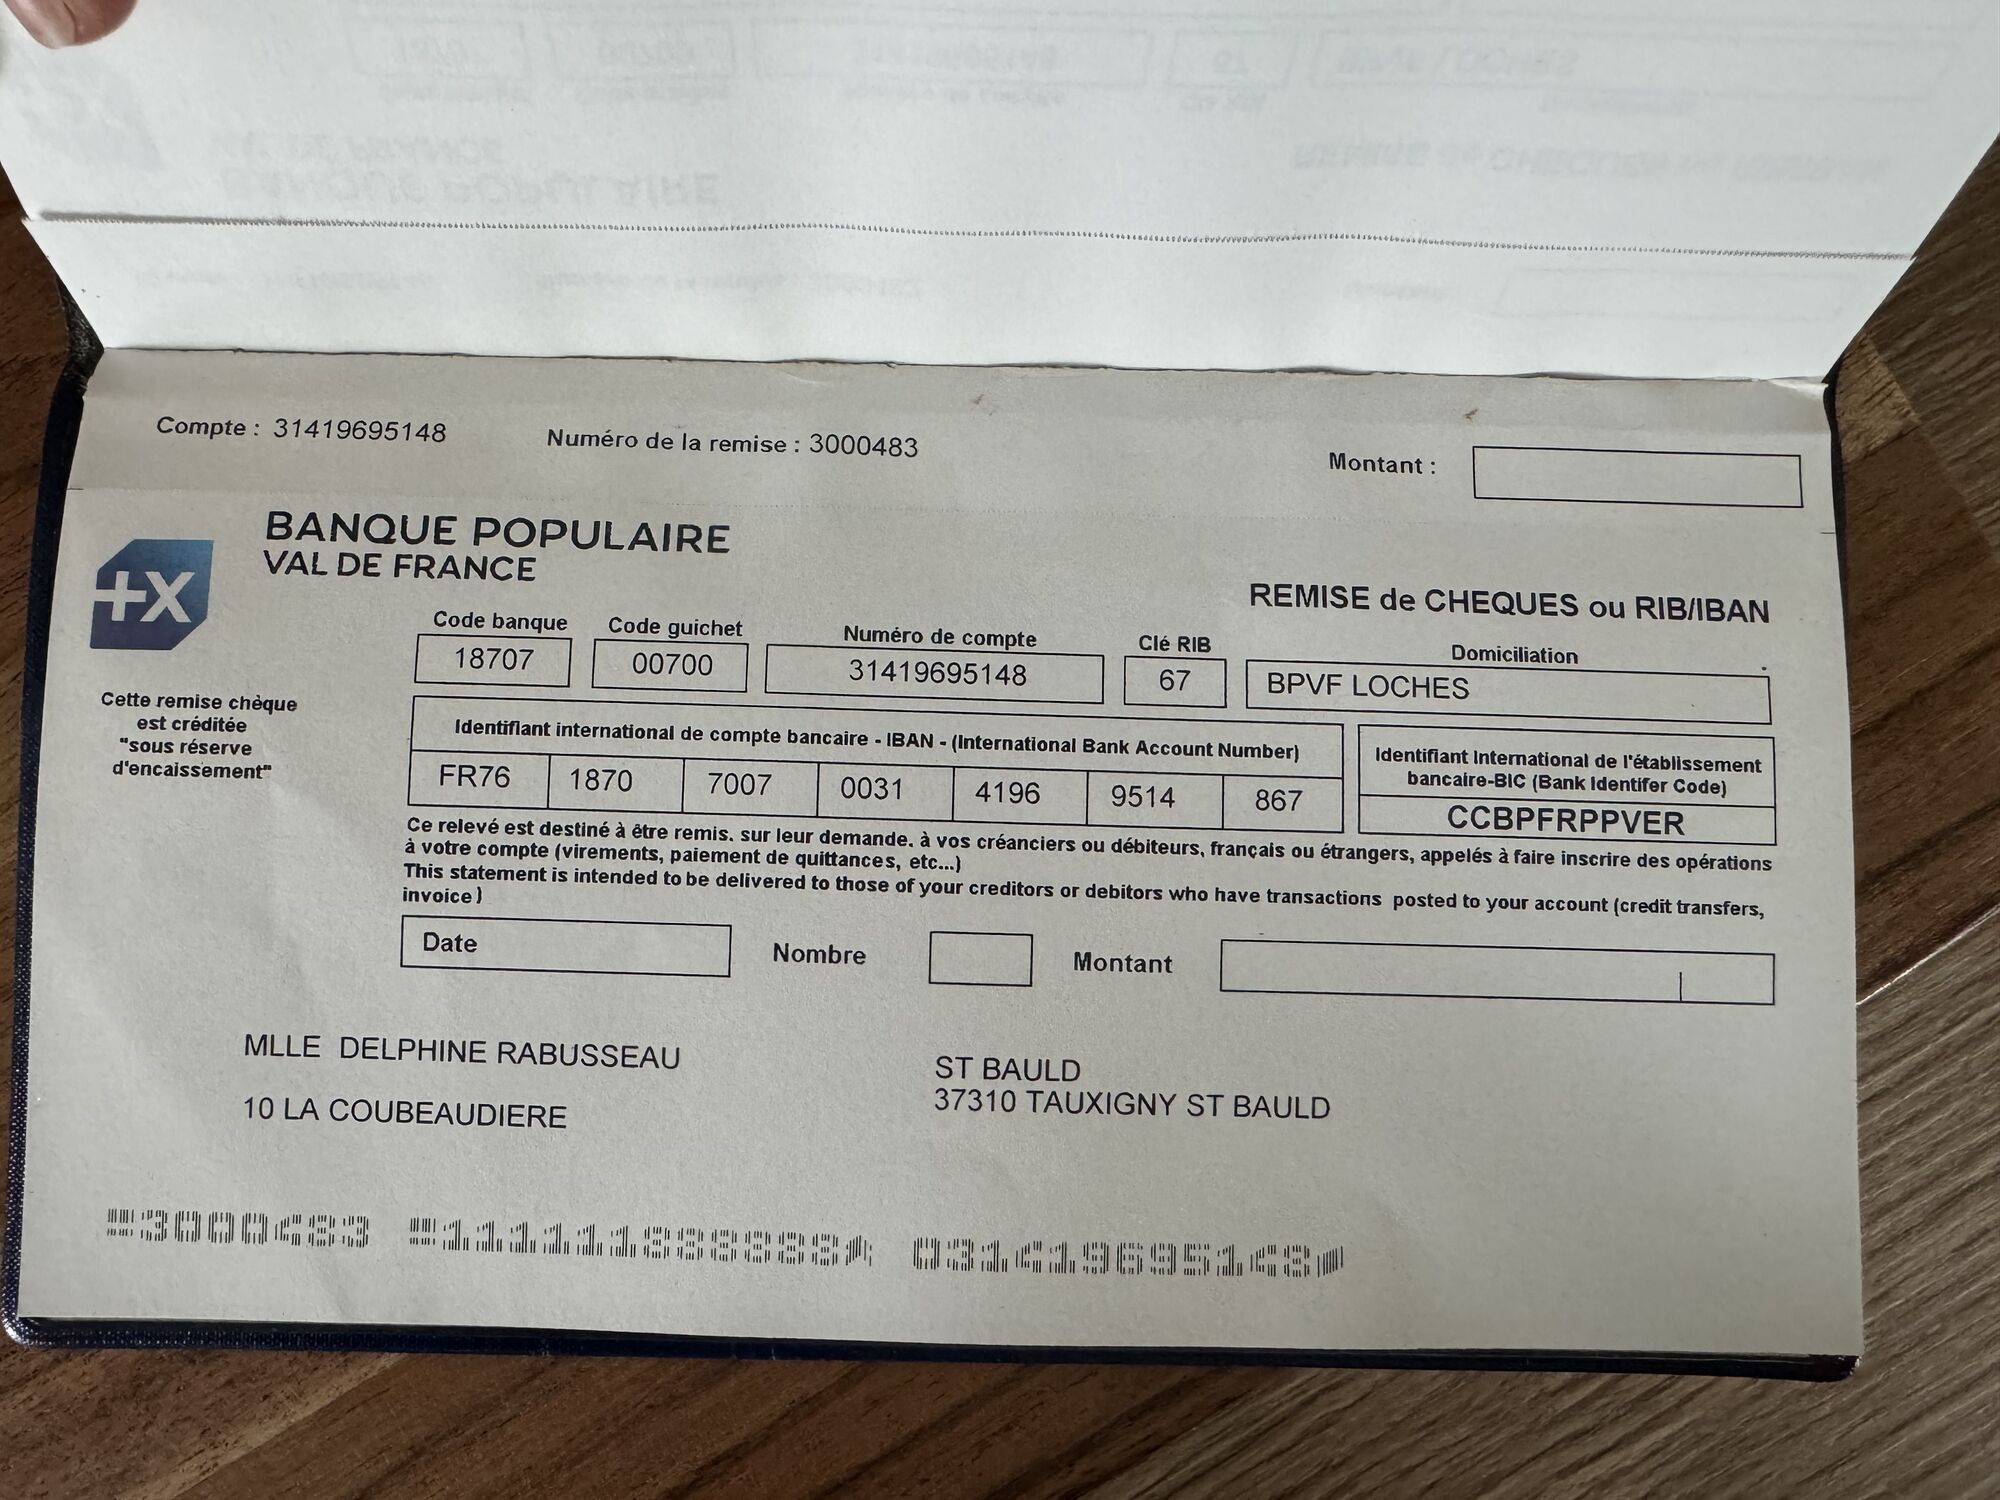 Compte : 31419695148
Numéro de la remise : 3000483
Montant :
+X
BANQUE POPULAIRE
VAL DE FRANCE
REMISE de CHEQUES ou RIB/IBAN
Code banque
Code guichet
Numéro de compte
Clé RIB
Domiciliation
18707
00700
31419695148
67
BPVF LOCHES
Cette remise chèque
est créditée
"sous réserve
d'encaissement"
Identifiant international de compte bancaire - IBAN - (International Bank Account Number)
FR76 1870 7007 0031 4196 9514 867
Identifiant International de l'établissement
bancaire-BIC (Bank Identifer Code)
CCBPFRPPVER
Ce relevé est destiné à être remis. sur leur demande. à vos créanciers ou débiteurs, français ou étrangers, appelés à faire inscrire des opérations
à votre compte (virements, paiement de quittances, etc...)
This statement is intended to be delivered to those of your creditors or debitors who have transactions posted to your account (credit transfers,
invoice)
Date
Nombre
Montant
MLLE DELPHINE RABUSSEAU
10 LA COUBEAUDIERE
ST BAULD
37310 TAUXIGNY ST BAULD
3000483 111111888888 031419695148